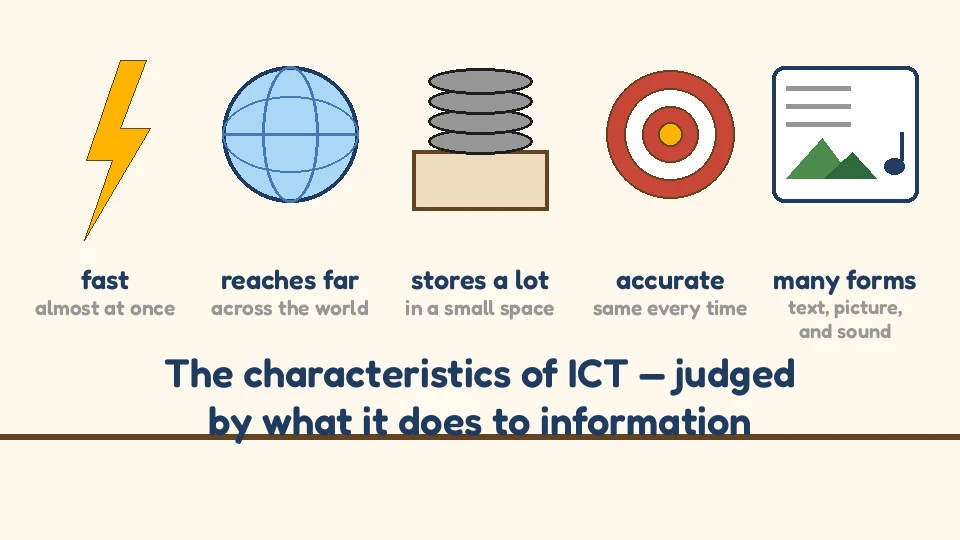 fast
almost at once
reaches far
across the world
stores a lot
in a small space
accurate
same every time
many forms
text, picture,
and sound
The characteristics of ICT — judged
by what it does to information